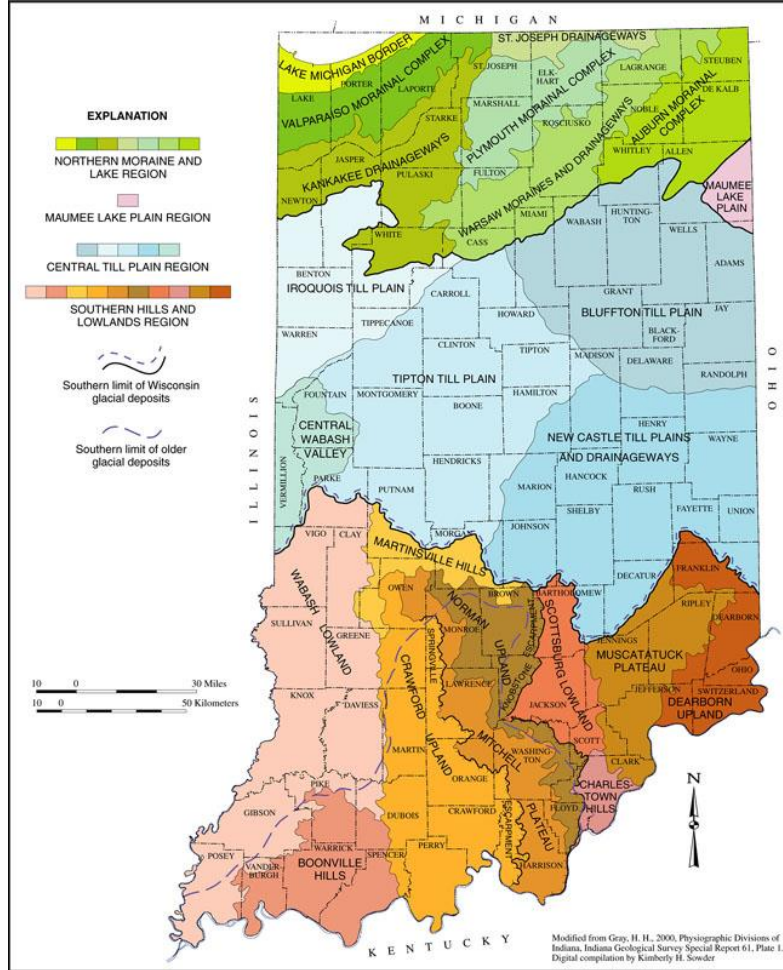 MICHIGAN
EXPLANATION
NORTHERN MORAINE AND
LAKE REGION
MAUMEE LAKE PLAIN REGION
CENTRAL TILL PLAIN REGION
SOUTHERN HILLS AND
LOWLANDS REGION
Southern limit of Wisconsin
glacial deposits
Southern limit of older
glacial deposits
10 0 30 Miles
10 0 50 Kilometers
ILLINOIS
OHIO
KENTUCKY
N
LAKE MICHIGAN BORDER
VALPARAISO MORAINAL COMPLEX
KANKAKEE DRAINAGEWAYS
ST. JOSEPH DRAINAGEWAYS
PLYMOUTH MORAINAL COMPLEX
WARSAW MORAINES AND DRAINAGEWAYS
AUBURN MORAINAL
COMPLEX
MAUMEE
LAKE
PLAIN
LAKE
PORTER
LAPORTE
ST. JOSEPH
ELK-
HART
LAGRANGE
STEUBEN
DE KALB
NOBLE
MARSHALL
KOSCIUSKO
STARKE
JASPER
PULASKI
FULTON
WHITLEY
ALLEN
NEWTON
WHITE
CASS
MIAMI
WABASH
HUNTING-
TON
WELLS
ADAMS
BENTON
IROQUOIS TILL PLAIN
CARROLL
GRANT
BLUFFTON TILL PLAIN
JAY
BLACK-
FORD
HOWARD
TIPPECANOE
WARREN
CLINTON
TIPTON
MADISON
DELAWARE
RANDOLPH
TIPTON TILL PLAIN
FOUNTAIN
MONTGOMERY
BOONE
HAMILTON
CENTRAL
WABASH
VALLEY
VERMILLION
PARKE
HENRY
WAYNE
NEW CASTLE TILL PLAINS
AND DRAINAGEWAYS
HENDRICKS
MARION
HANCOCK
RUSH
FAYETTE
UNION
PUTNAM
SHELBY
JOHNSON
MORGAN
VIGO
CLAY
MARTINSVILLE HILLS
OWEN
BROWN
BARTHOLOMEW
DECATUR
FRANKLIN
RIPLEY
DEARBORN
JENNINGS
WABASH
LOWLAND
SULLIVAN
GREENE
MONROE
NORMAN
UPLAND
KNOBSTONE ESCARPMENT
SPRINGVILLE
ESCARPMENT
SCOTTSBURG LOWLAND
MUSCATATUCK
PLATEAU
OHIO
SWITZERLAND
JEFFERSON
DEARBORN
UPLAND
CRAWFORD
UPLAND
LAWRENCE
JACKSON
KNOX
DAVIESS
MARTIN
MITCHELL
PLATEAU
WASHING-
TON
SCOTT
CLARK
CHARLES-
TOWN
HILLS
ORANGE
FLOYD
PIKE
GIBSON
DUBOIS
CRAWFORD
PERRY
HARRISON
POSEY
VANDER-
BURGH
WARRICK
SPENCER
BOONVILLE
HILLS
Modified from Gray, H. H., 2000, Physiographic Divisions of
Indiana, Indiana Geological Survey Special Report 61, Plate 1.
Digital compilation by Kimberly H. Sowder